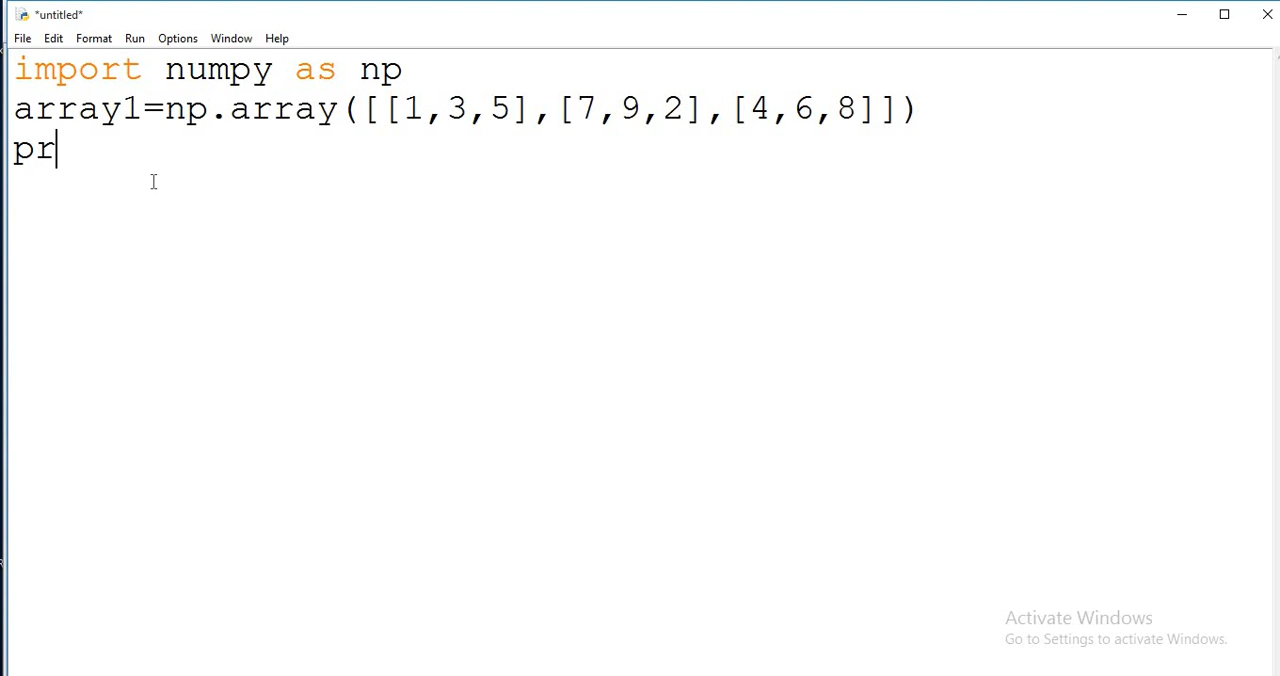 *untitled*
File Edit Format Run Options Window Help
import numpy as np
array1=np.array([[1,3,5],[7,9,2],[4,6,8]])
pr
Activate Windows
Go to Settings to activate Windows.